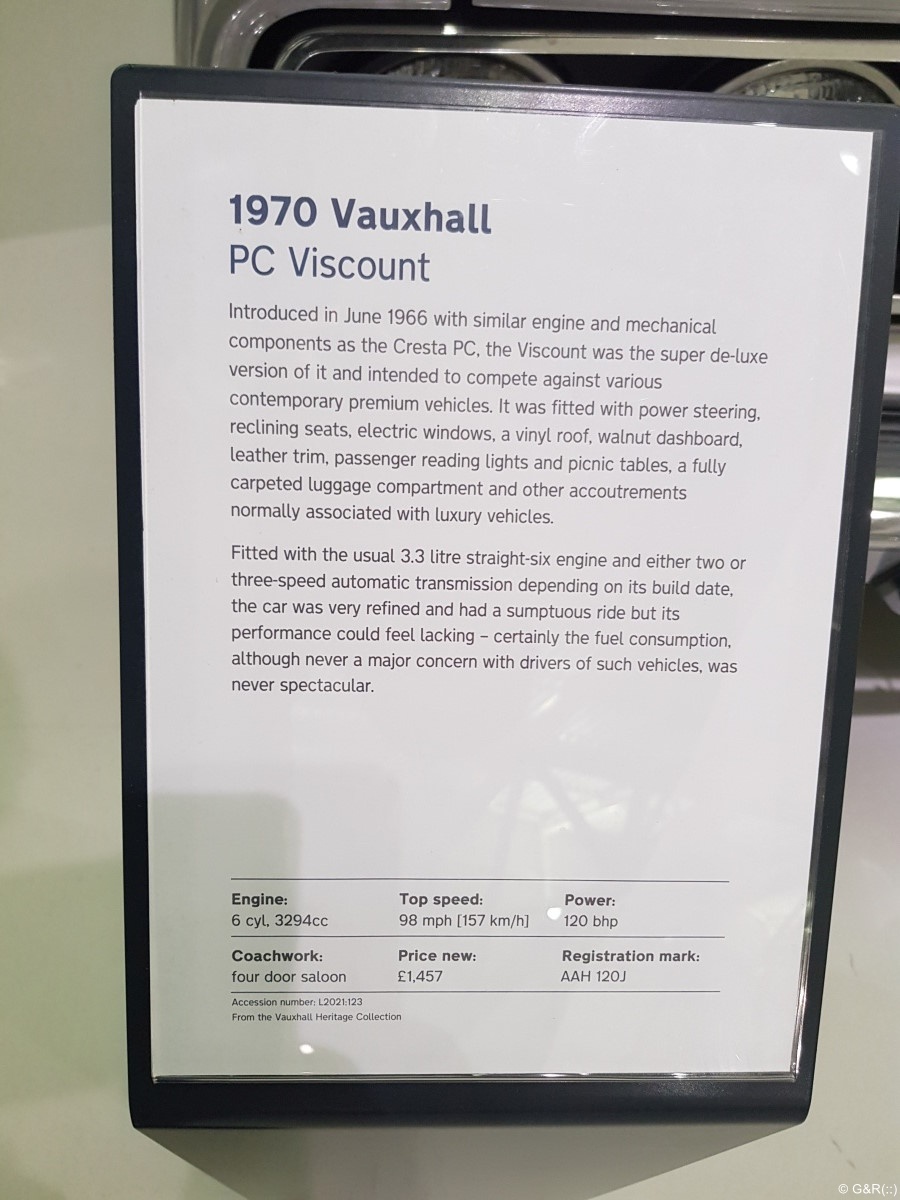 1970 Vauxhall
PC Viscount
Introduced in June 1966 with similar engine and mechanical
components as the Cresta PC, the Viscount was the super de-luxe
version of it and intended to compete against various
contemporary premium vehicles. It was fitted with power steering,
reclining seats, electric windows, a vinyl roof, walnut dashboard,
leather trim, passenger reading lights and picnic tables, a fully
carpeted luggage compartment and other accoutrements
normally associated with luxury vehicles.
Fitted with the usual 3.3 litre straight-six engine and either two or
three-speed automatic transmission depending on its build date,
the car was very refined and had a sumptuous ride but its
performance could feel lacking – certainly the fuel consumption,
although never a major concern with drivers of such vehicles, was
never spectacular.
Engine: Top speed: Power:
6 cyl, 3294cc 98 mph [157 km/h] 120 bhp
Coachwork: Price new: Registration mark:
four door saloon £1,457 AAH 120J
Accession number: L2021:123
From the Vauxhall Heritage Collection
© G&R(::)